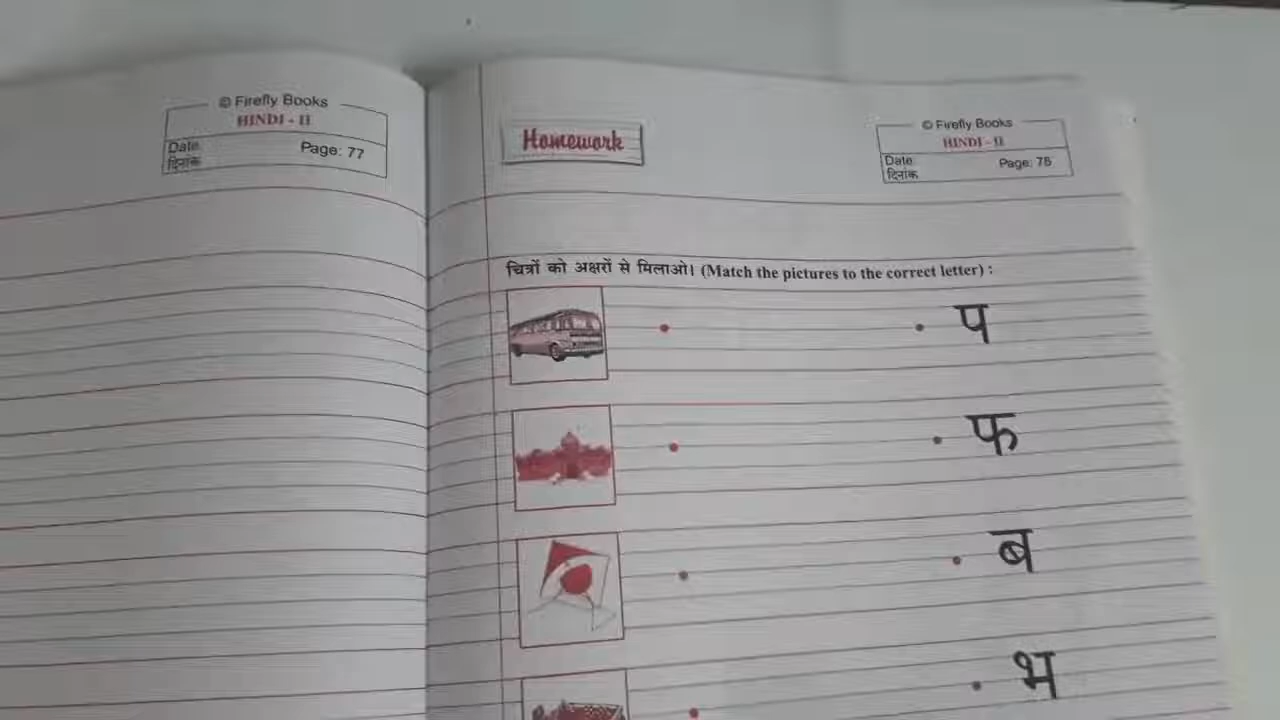 © Firefly Books
HINDI - II
Date
दिनांक
Page: 77
Homework
© Firefly Books
HINDI - II
Date
दिनांक
Page: 78
चित्रों को अक्षरों से मिलाओ। (Match the pictures to the correct letter) :
प
फ
ब
भ